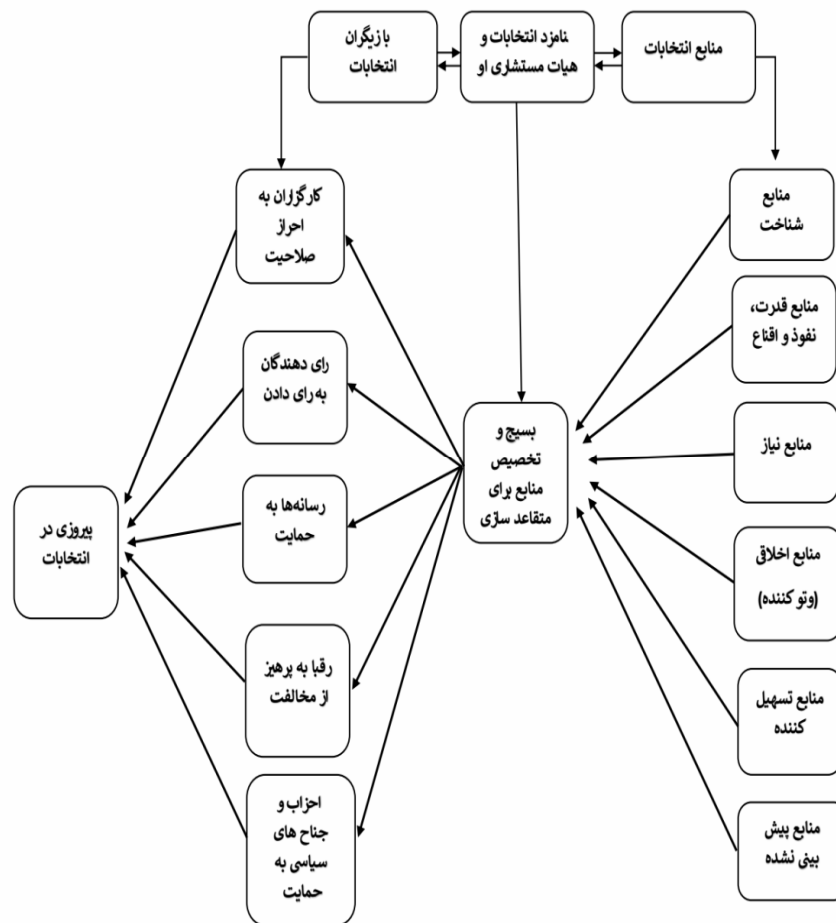 منابع انتخابات
نامزد انتخابات و
هیات مستشاری او
بازیگران
انتخابات
منابع
شناخت
منابع قدرت،
نفوذ و اقناع
منابع نیاز
منابع اخلاقی
(وتو کننده)
منابع تسهیل
کننده
منابع پیش
بینی نشده
بسیج و
تخصیص
منابع برای
متقاعد سازی
کارگزاران به
احراز
صلاحیت
رای دهندگان
به رای دادن
رسانه‌ها به
حمایت
رقبا به پرهیز
از مخالفت
احزاب و
جناح های
سیاسی به
حمایت
پیروزی در
انتخابات